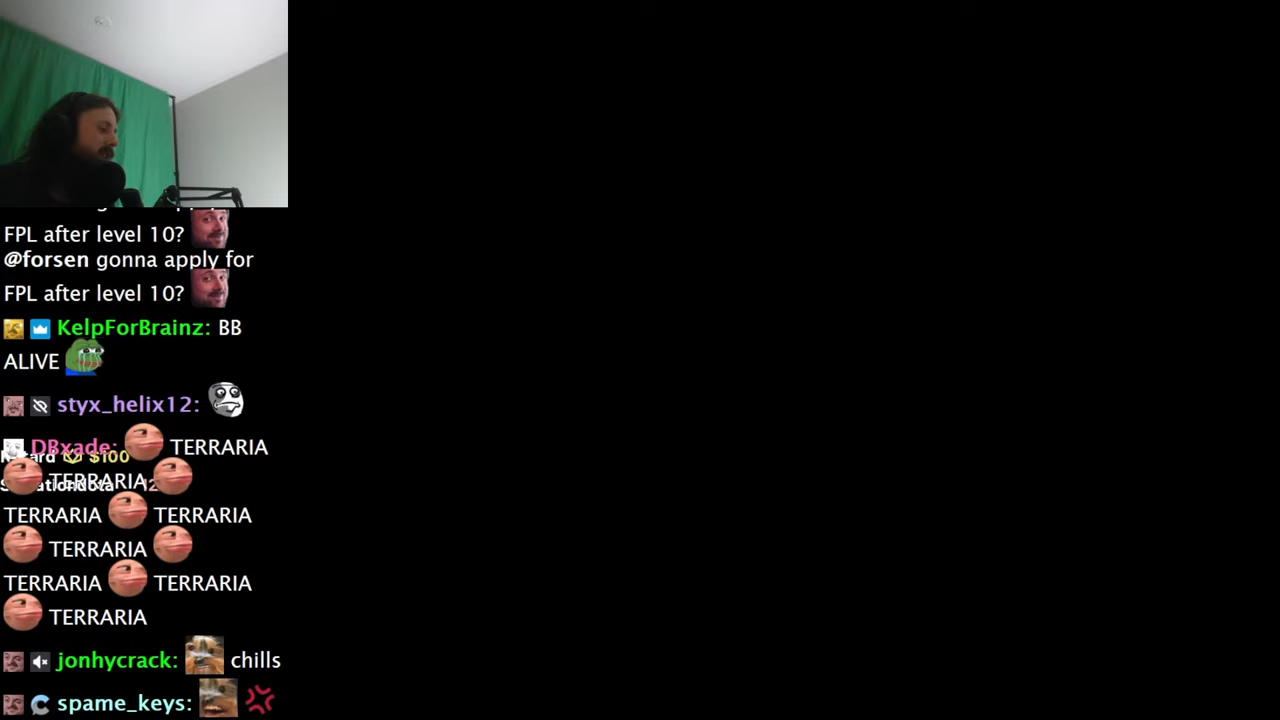 FPL after level 10?
@forsen gonna apply for
FPL after level 10?
KelpForBrainz: BB
ALIVE
styx_helix12:
DBxade: TERRARIA
$100
TERRARIA
TERRARIA TERRARIA
TERRARIA
TERRARIA TERRARIA
TERRARIA
jonhycrack: chills
spame_keys: